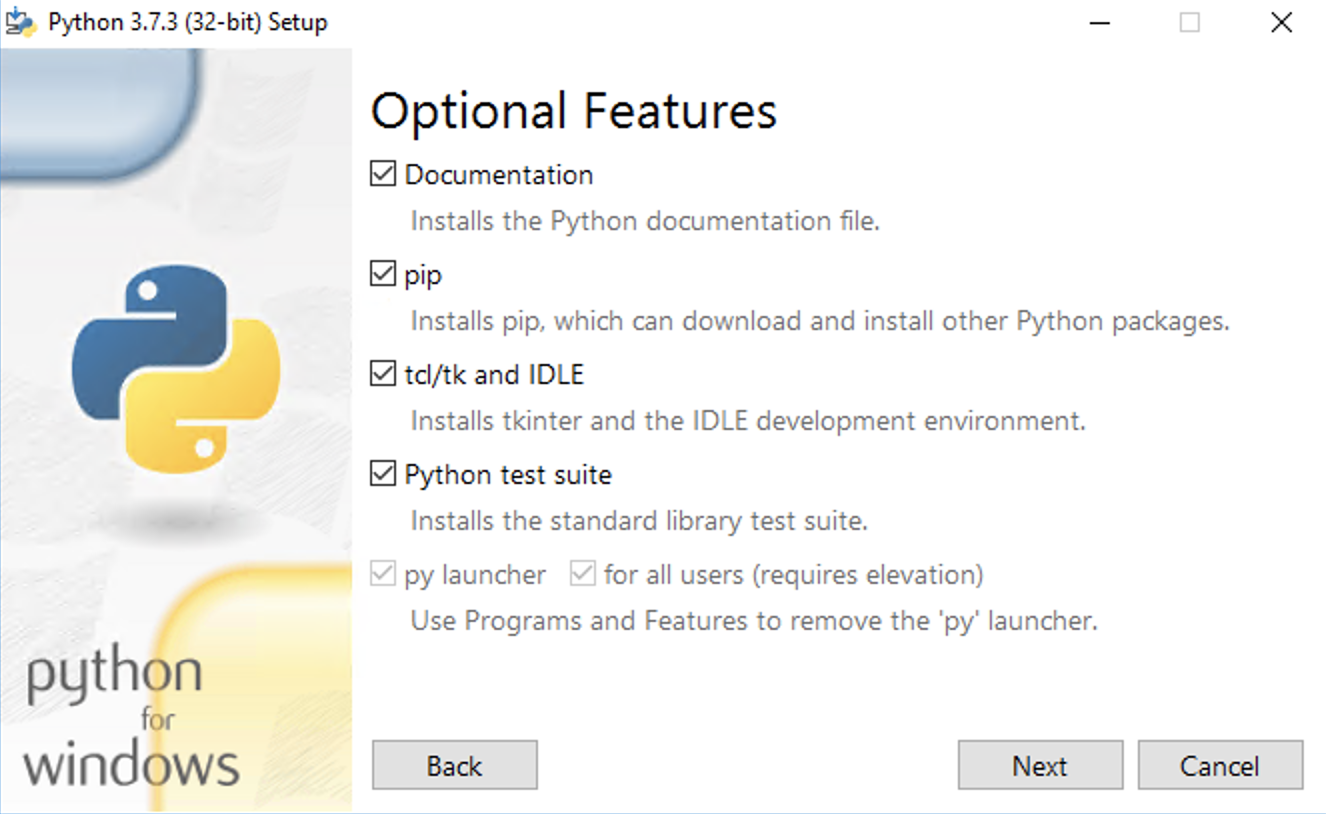 Python 3.7.3 (32-bit) Setup
Optional Features
Documentation
Installs the Python documentation file.
pip
Installs pip, which can download and install other Python packages.
tcl/tk and IDLE
Installs tkinter and the IDLE development environment.
Python test suite
Installs the standard library test suite.
py launcher for all users (requires elevation)
Use Programs and Features to remove the 'py' launcher.
python
for
windows
Back Next Cancel